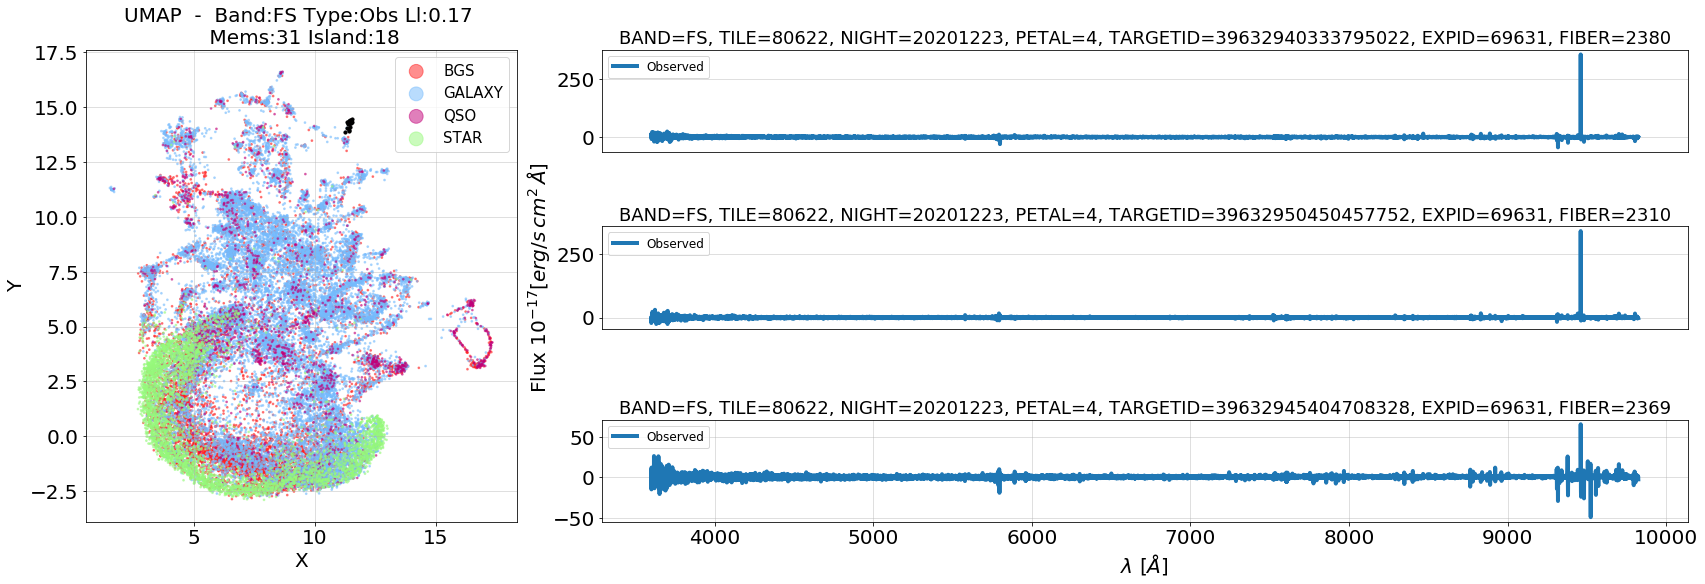 UMAP - Band:FS Type:Obs Ll:0.17
Mems:31 Island:18
17.5
15.0
12.5
10.0
7.5
5.0
2.5
0.0
−2.5
Y
5
10
15
X
BGS
GALAXY
QSO
STAR
Flux 10^{-17}[erg/s cm^2 Å]
BAND=FS, TILE=80622, NIGHT=20201223, PETAL=4, TARGETID=39632940333795022, EXPID=69631, FIBER=2380
Observed
250
0
BAND=FS, TILE=80622, NIGHT=20201223, PETAL=4, TARGETID=39632950450457752, EXPID=69631, FIBER=2310
Observed
250
0
BAND=FS, TILE=80622, NIGHT=20201223, PETAL=4, TARGETID=39632945404708328, EXPID=69631, FIBER=2369
Observed
50
0
−50
4000
5000
6000
7000
8000
9000
10000
λ [Å]